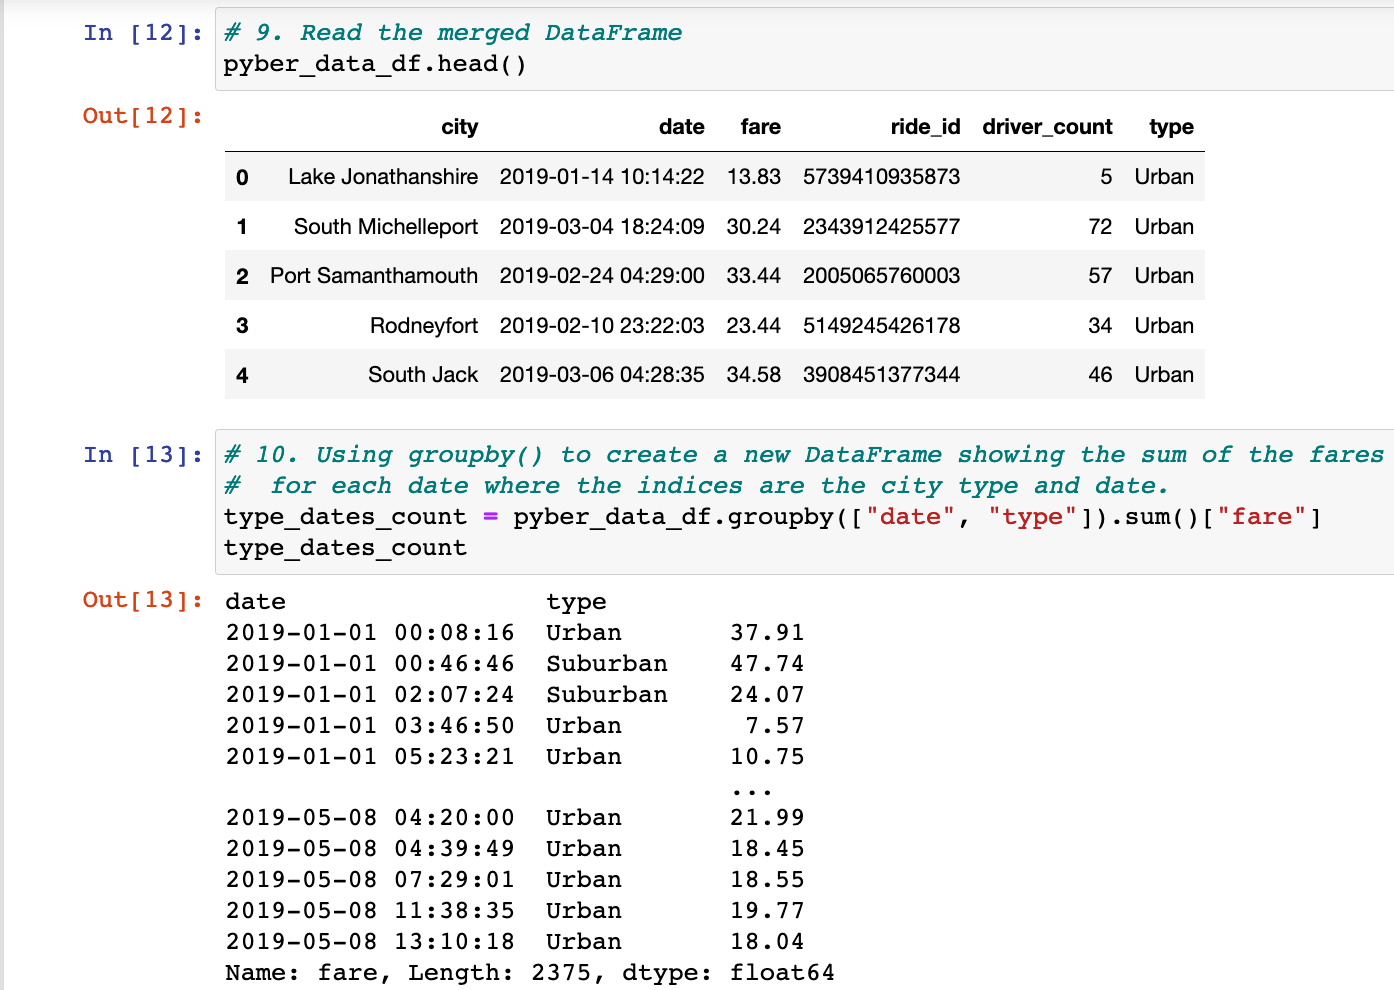 In [12]: # 9. Read the merged DataFrame
pyber_data_df.head()
Out[12]:
city date fare ride_id driver_count type
0 Lake Jonathanshire 2019-01-14 10:14:22 13.83 5739410935873 5 Urban
1 South Michelleport 2019-03-04 18:24:09 30.24 2343912425577 72 Urban
2 Port Samanthamouth 2019-02-24 04:29:00 33.44 2005065760003 57 Urban
3 Rodneyfort 2019-02-10 23:22:03 23.44 5149245426178 34 Urban
4 South Jack 2019-03-06 04:28:35 34.58 3908451377344 46 Urban
In [13]: # 10. Using groupby() to create a new DataFrame showing the sum of the fares
#  for each date where the indices are the city type and date.
type_dates_count = pyber_data_df.groupby(["date", "type"]).sum()["fare"]
type_dates_count
Out[13]: date type
2019-01-01 00:08:16 Urban 37.91
2019-01-01 00:46:46 Suburban 47.74
2019-01-01 02:07:24 Suburban 24.07
2019-01-01 03:46:50 Urban 7.57
2019-01-01 05:23:21 Urban 10.75
...
2019-05-08 04:20:00 Urban 21.99
2019-05-08 04:39:49 Urban 18.45
2019-05-08 07:29:01 Urban 18.55
2019-05-08 11:38:35 Urban 19.77
2019-05-08 13:10:18 Urban 18.04
Name: fare, Length: 2375, dtype: float64